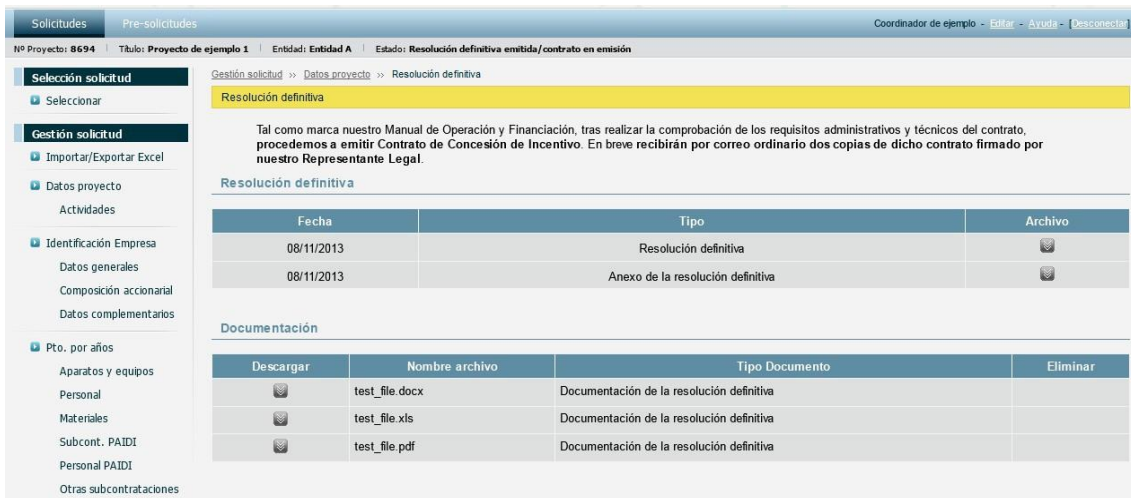 Solicitudes Pre-solicitudes Coordinador de ejemplo - Editar - Ayuda - [Desconectar]
Nº Proyecto: 8694 Título: Proyecto de ejemplo 1 Entidad: Entidad A Estado: Resolución definitiva emitida/contrato en emisión
Selección solicitud
Seleccionar
Gestión solicitud
Importar/Exportar Excel
Datos proyecto
Actividades
Identificación Empresa
Datos generales
Composición accionarial
Datos complementarios
Pto. por años
Aparatos y equipos
Personal
Materiales
Subcont. PAIDI
Personal PAIDI
Otras subcontrataciones
Gestión solicitud >> Datos proyecto >> Resolución definitiva
Resolución definitiva
Tal como marca nuestro Manual de Operación y Financiación, tras realizar la comprobación de los requisitos administrativos y técnicos del contrato,
procedemos a emitir Contrato de Concesión de Incentivo. En breve recibirán por correo ordinario dos copias de dicho contrato firmado por
nuestro Representante Legal.
Resolución definitiva
Fecha Tipo Archivo
08/11/2013 Resolución definitiva
08/11/2013 Anexo de la resolución definitiva
Documentación
Descargar Nombre archivo Tipo Documento Eliminar
test_file.docx Documentación de la resolución definitiva
test_file.xls Documentación de la resolución definitiva
test_file.pdf Documentación de la resolución definitiva